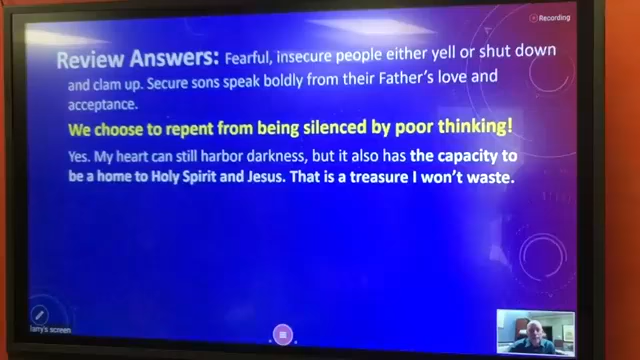 Recording
Review Answers: Fearful, insecure people either yell or shut down
and clam up. Secure sons speak boldly from their Father's love and
acceptance.
We choose to repent from being silenced by poor thinking!
Yes. My heart can still harbor darkness, but it also has the capacity to
be a home to Holy Spirit and Jesus. That is a treasure I won't waste.
larry's screen